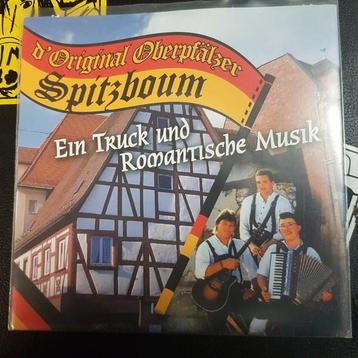 d'Original Oberpfälzer
Spitzboum
Ein Truck und
Romantische Musik